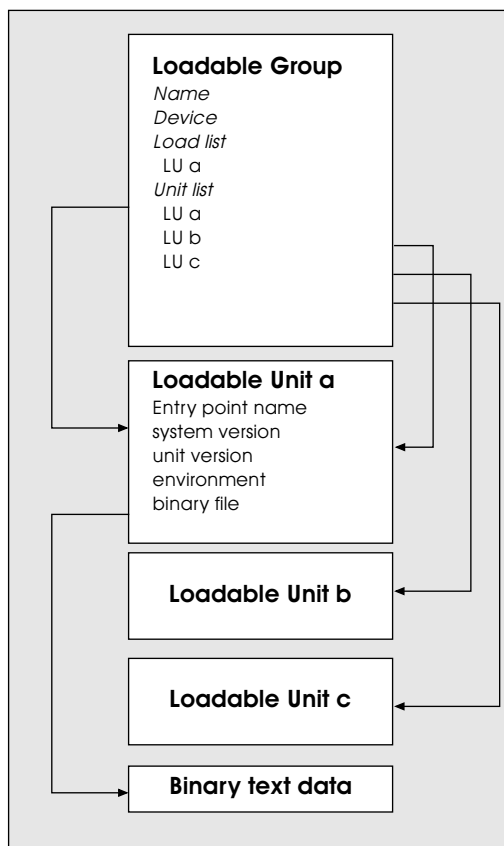 Loadable Group
Name
Device
Load list
LU a
Unit list
LU a
LU b
LU c
Loadable Unit a
Entry point name
system version
unit version
environment
binary file
Loadable Unit b
Loadable Unit c
Binary text data